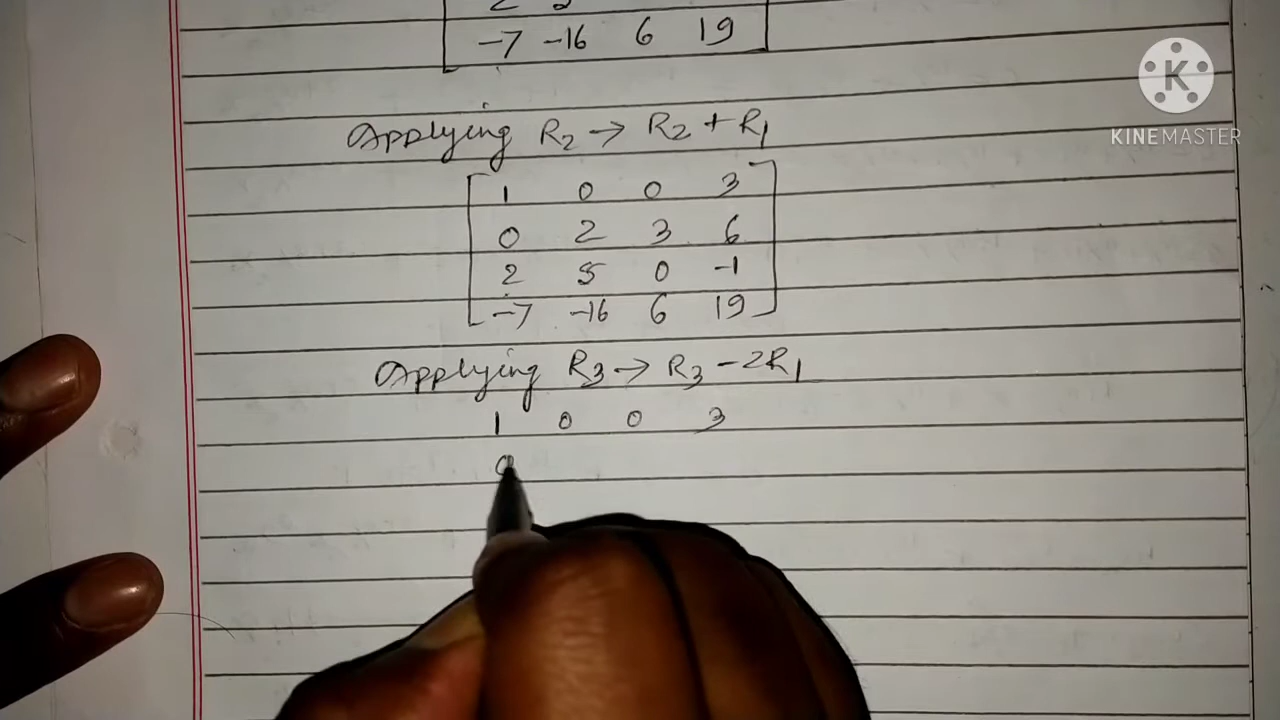 -7 -16 6 19
K
KINEMASTER
Applying R2 → R2 + R1
1 0 0 3
0 2 3 6
2 5 0 -1
-7 -16 6 19
Applying R3 → R3 - 2R1
1 0 0 3
0